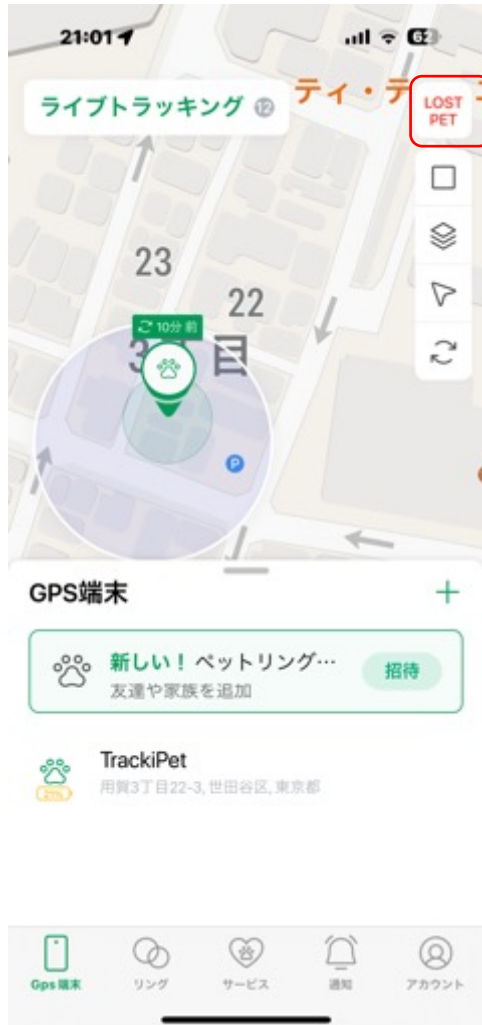 21:01
62
ライブトラッキング 12
ティ・テ
LOST
PET
23
22
10分前
3丁目
P
GPS端末
新しい！ ペットリング…
友達や家族を追加
招待
TrackiPet
21%
用賀3丁目22-3, 世田谷区, 東京都
Gps 端末
リング
サービス
通知
アカウント